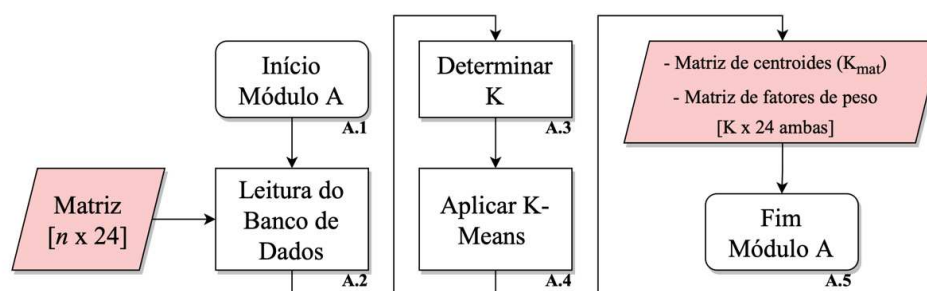 Início
Módulo A
A.1
Matriz
[n x 24]
Leitura do
Banco de
Dados
A.2
Determinar
K
A.3
Aplicar K-
Means
A.4
- Matriz de centroides (Kmat)
- Matriz de fatores de peso
[K x 24 ambas]
Fim
Módulo A
A.5